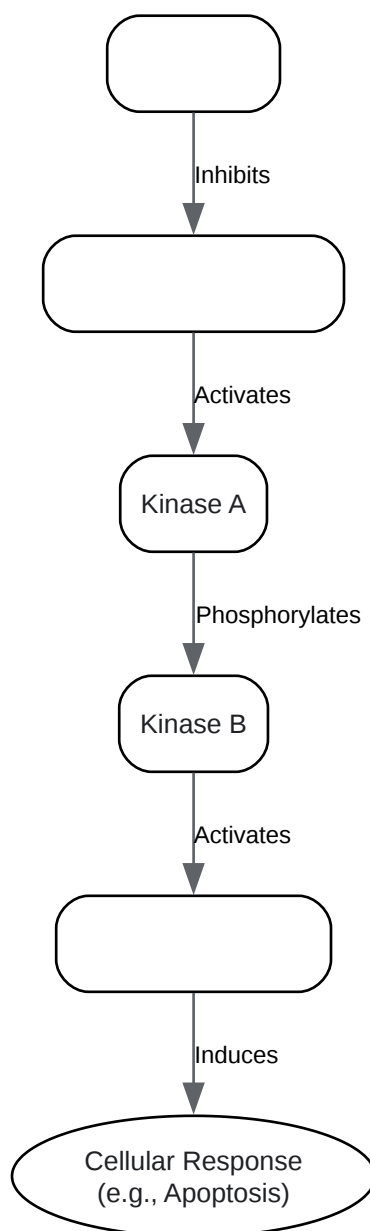 Inhibits
Activates
Kinase A
Phosphorylates
Kinase B
Activates
Induces
Cellular Response
(e.g., Apoptosis)